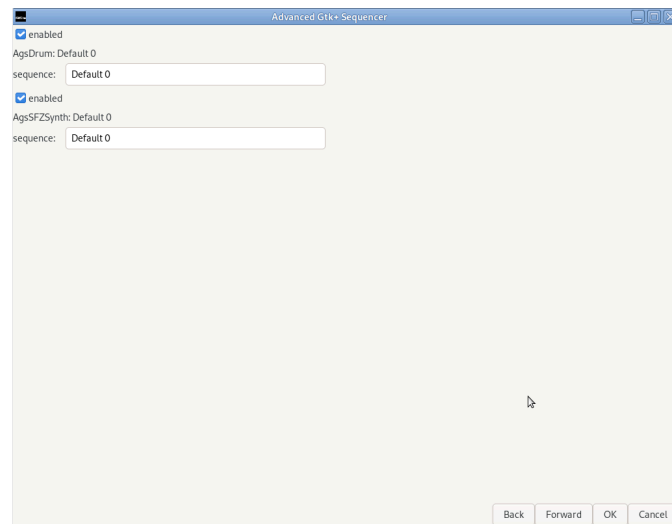 Advanced Gtk+ Sequencer
enabled
AgsDrum: Default 0
sequence: Default 0
enabled
AgsSFZSynth: Default 0
sequence: Default 0
Back Forward OK Cancel